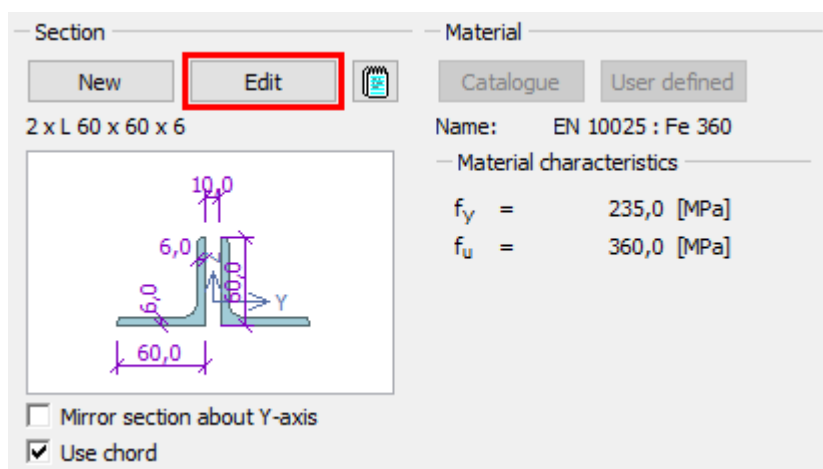 Section
New
Edit
2 x L 60 x 60 x 6
10,0
6,0
60,0
6,0
Y
60,0
Mirror section about Y-axis
Use chord
Material
Catalogue
User defined
Name: EN 10025 : Fe 360
Material characteristics
fy = 235,0 [MPa]
fu = 360,0 [MPa]